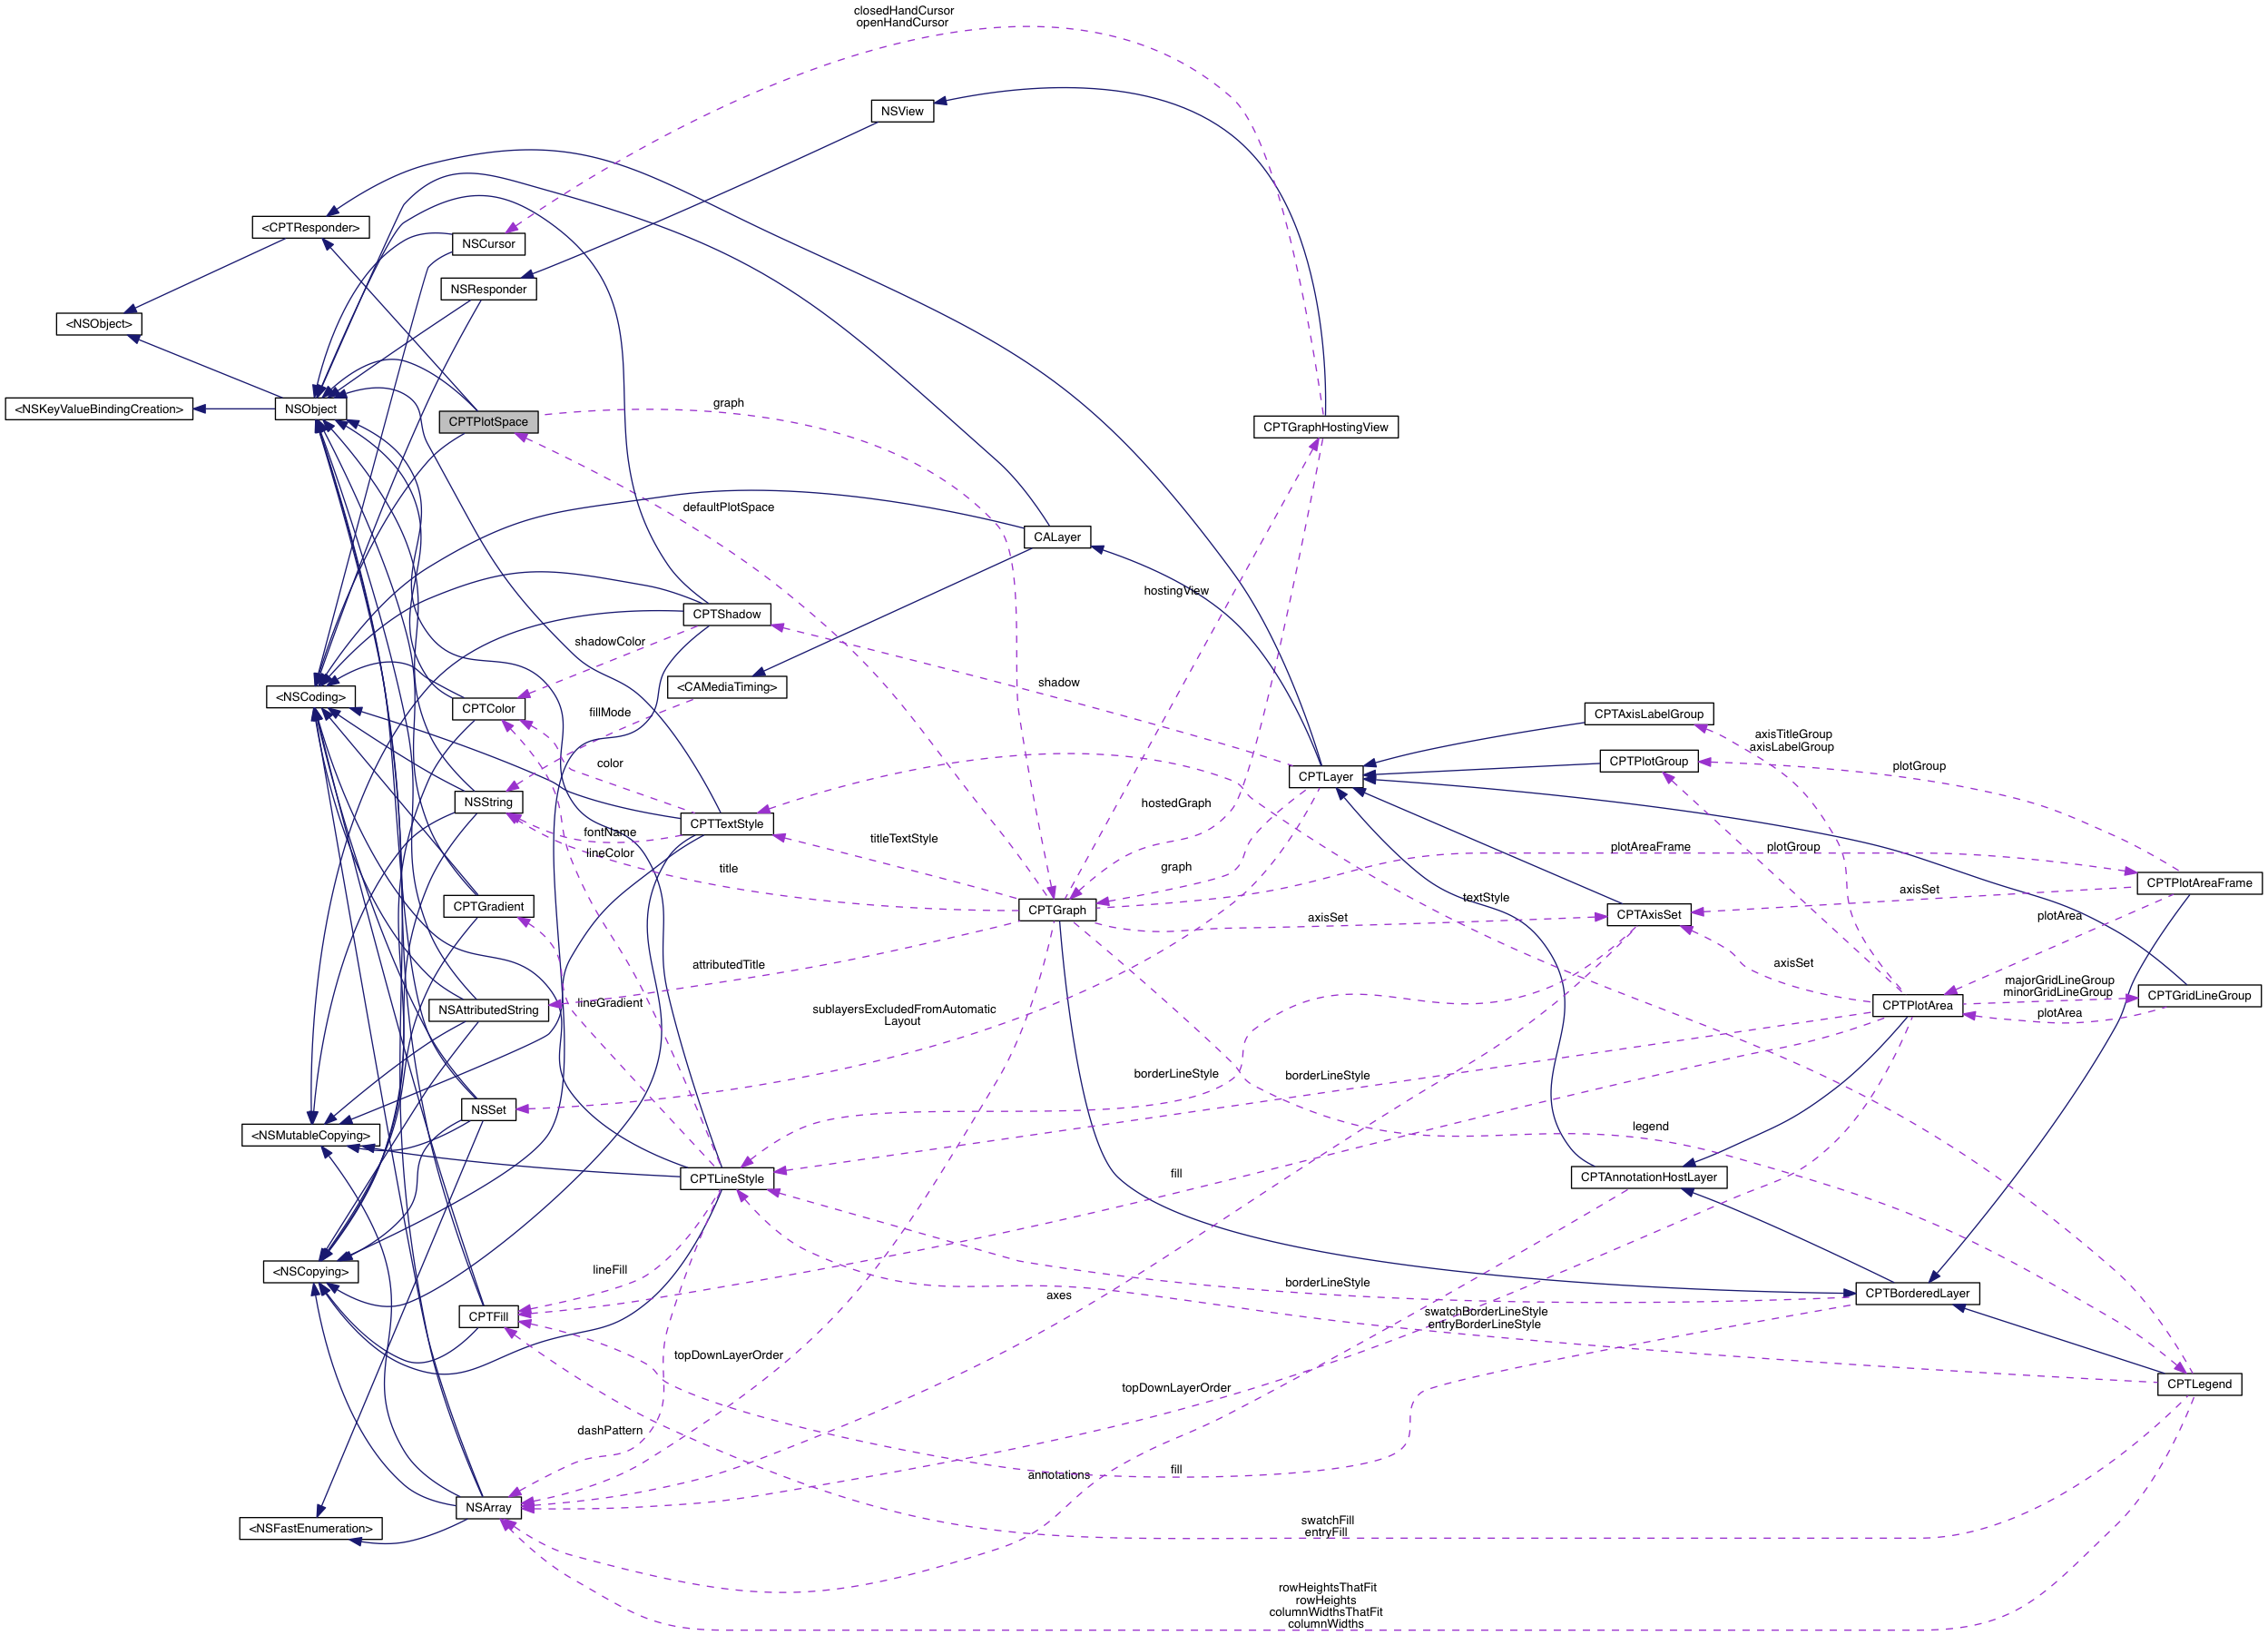 closedHandCursor
openHandCursor
NSView
<CPTResponder>
NSCursor
NSResponder
<NSObject>
<NSKeyValueBindingCreation>
NSObject
CPTPlotSpace
graph
CPTGraphHostingView
defaultPlotSpace
CALayer
hostingView
CPTShadow
shadowColor
<NSCoding>
CPTColor
<CAMediaTiming>
shadow
fillMode
CPTAxisLabelGroup
axisTitleGroup
axisLabelGroup
CPTPlotGroup
plotGroup
color
CPTLayer
NSString
hostedGraph
CPTTextStyle
fontName
titleTextStyle
lineColor
title
graph
plotAreaFrame
plotGroup
CPTGradient
CPTGraph
textStyle
axisSet
CPTAxisSet
axisSet
CPTPlotAreaFrame
plotArea
attributedTitle
axisSet
NSAttributedString
lineGradient
sublayersExcludedFromAutomatic
Layout
CPTPlotArea
majorGridLineGroup
minorGridLineGroup
plotArea
CPTGridLineGroup
borderLineStyle
borderLineStyle
NSSet
<NSMutableCopying>
legend
CPTLineStyle
fill
CPTAnnotationHostLayer
<NSCopying>
lineFill
axes
borderLineStyle
CPTBorderedLayer
CPTFill
swatchBorderLineStyle
entryBorderLineStyle
topDownLayerOrder
topDownLayerOrder
CPTLegend
dashPattern
annotations
fill
NSArray
<NSFastEnumeration>
swatchFill
entryFill
rowHeightsThatFit
rowHeights
columnWidthsThatFit
columnWidths